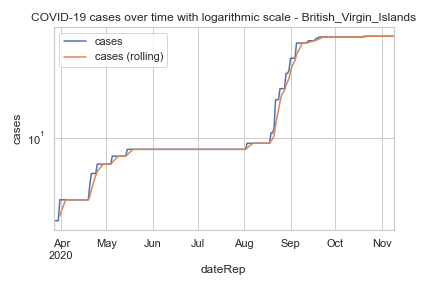 COVID-19 cases over time with logarithmic scale - British_Virgin_Islands
cases
cases (rolling)
cases
10¹
Apr May Jun Jul Aug Sep Oct Nov
2020
dateRep